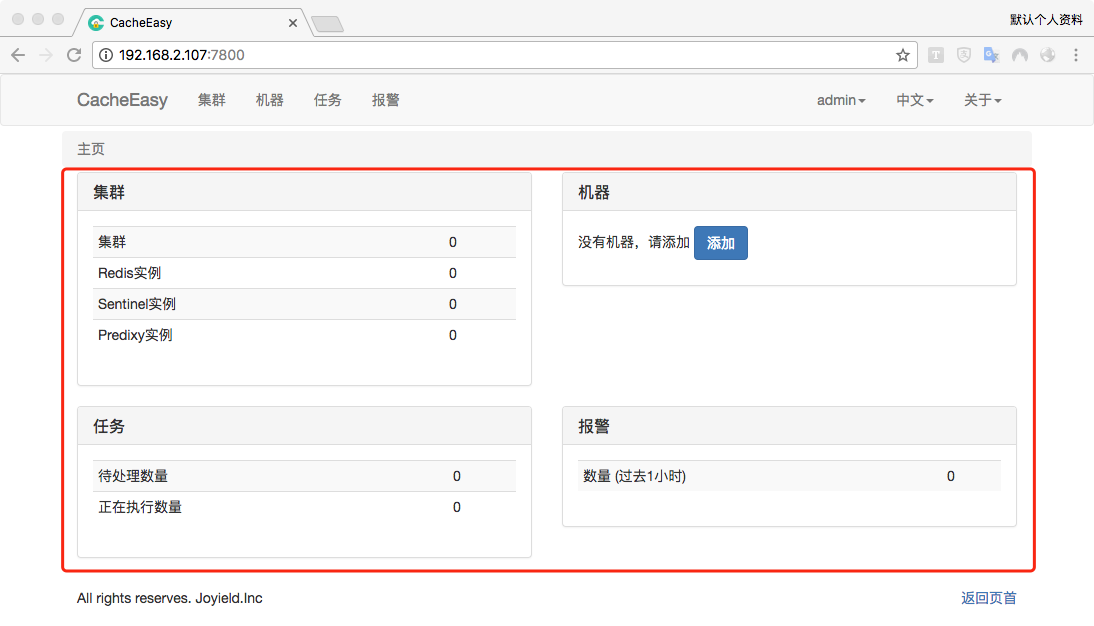 CacheEasy
默认个人资料
192.168.2.107:7800
CacheEasy 集群 机器 任务 报警 admin 中文 关于
主页
集群
集群 0
Redis实例 0
Sentinel实例 0
Predixy实例 0
机器
没有机器，请添加 添加
任务
待处理数量 0
正在执行数量 0
报警
数量 (过去1小时) 0
All rights reserves. Joyield.Inc 返回页首